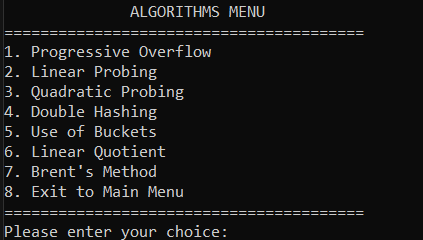 ALGORITHMS MENU
========================================
1. Progressive Overflow
2. Linear Probing
3. Quadratic Probing
4. Double Hashing
5. Use of Buckets
6. Linear Quotient
7. Brent's Method
8. Exit to Main Menu
========================================
Please enter your choice: